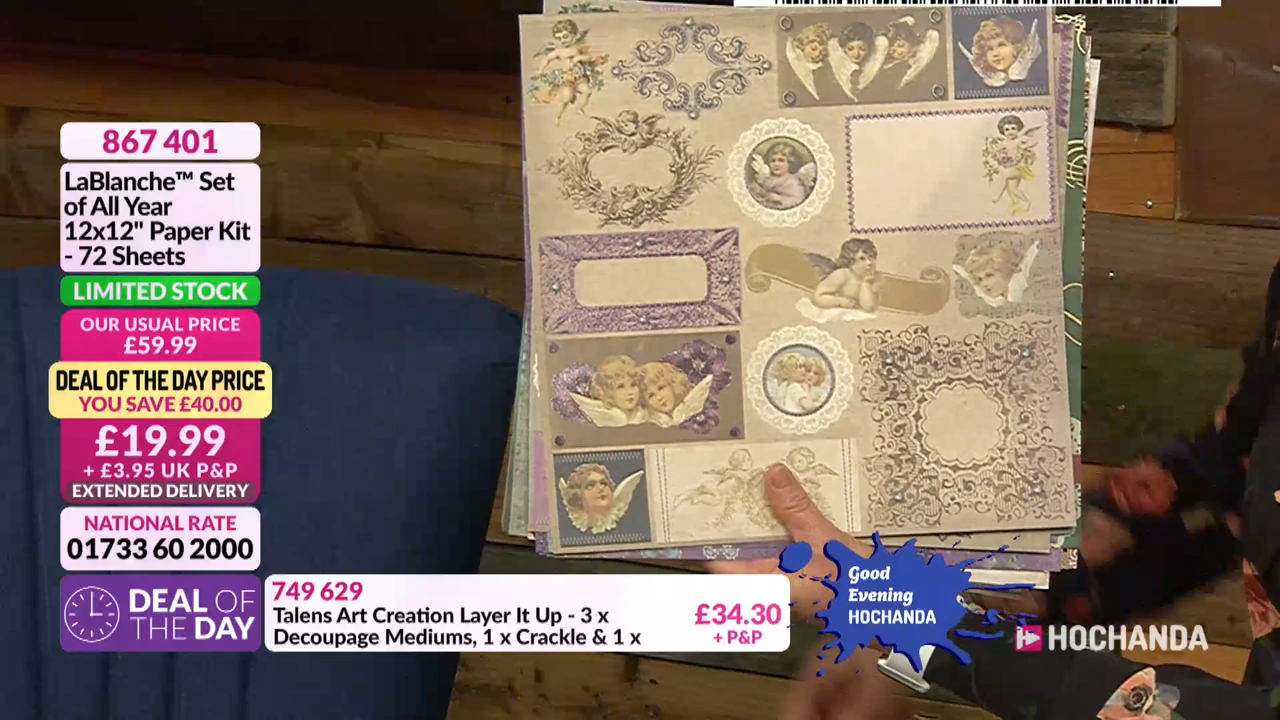 867 401
LaBlanche™ Set
of All Year
12x12" Paper Kit
- 72 Sheets
LIMITED STOCK
OUR USUAL PRICE
£59.99
DEAL OF THE DAY PRICE
YOU SAVE £40.00
£19.99
+ £3.95 UK P&P
EXTENDED DELIVERY
NATIONAL RATE
01733 60 2000
DEAL OF
THE DAY
749 629
Talens Art Creation Layer It Up - 3 x
Decoupage Mediums, 1 x Crackle & 1 x
£34.30
+ P&P
Good
Evening
HOCHANDA
HOCHANDA